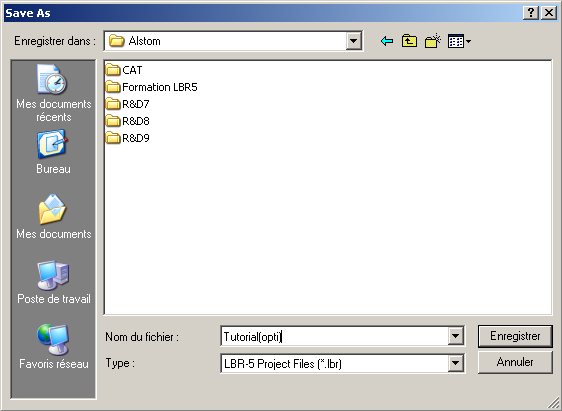 Save As
Enregistrer dans :
Alstom
CAT
Formation LBR5
R&D7
R&D8
R&D9
Mes documents
récents
Bureau
Mes documents
Poste de travail
Favoris réseau
Nom du fichier :
Tutorial(opti)
Enregistrer
Type :
LBR-5 Project Files (*.lbr)
Annuler